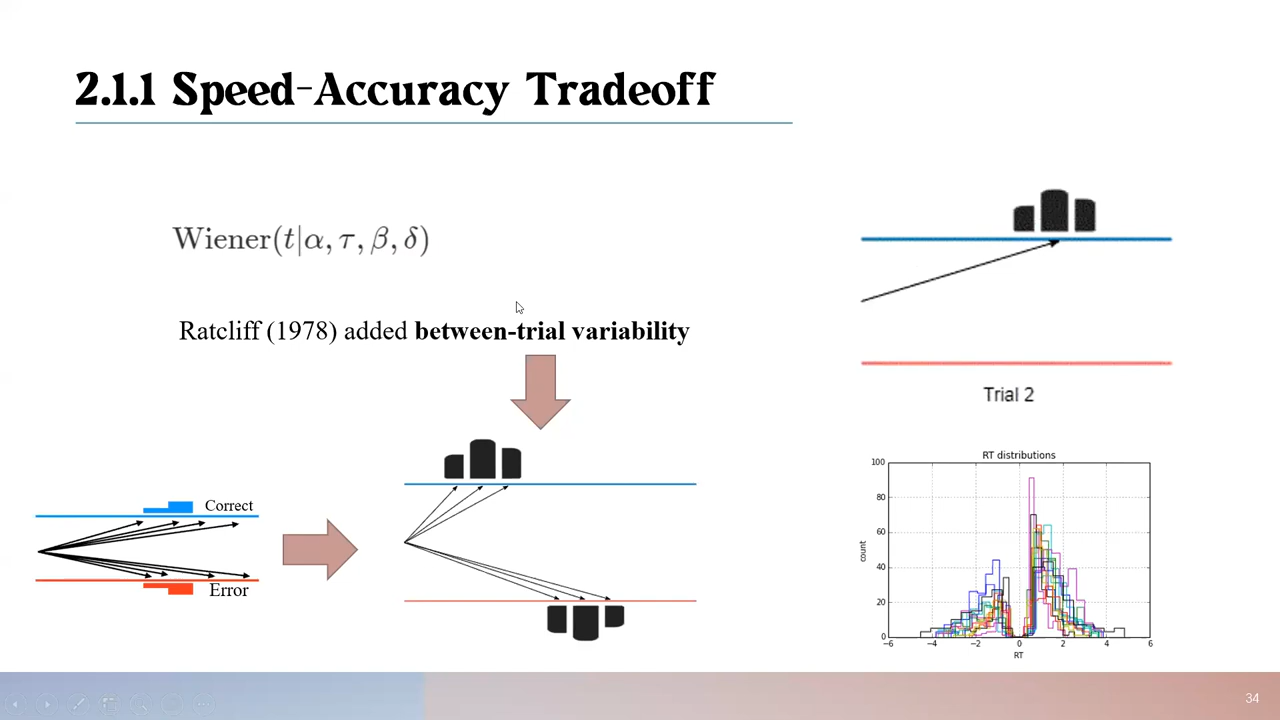 2.1.1 Speed-Accuracy Tradeoff
Wiener(t|α, τ, β, δ)
Ratcliff (1978) added between-trial variability
Trial 2
Correct
Error
RT distributions
100
80
60
40
20
0
count
−6 −4 −2 0 2 4 6
RT
34